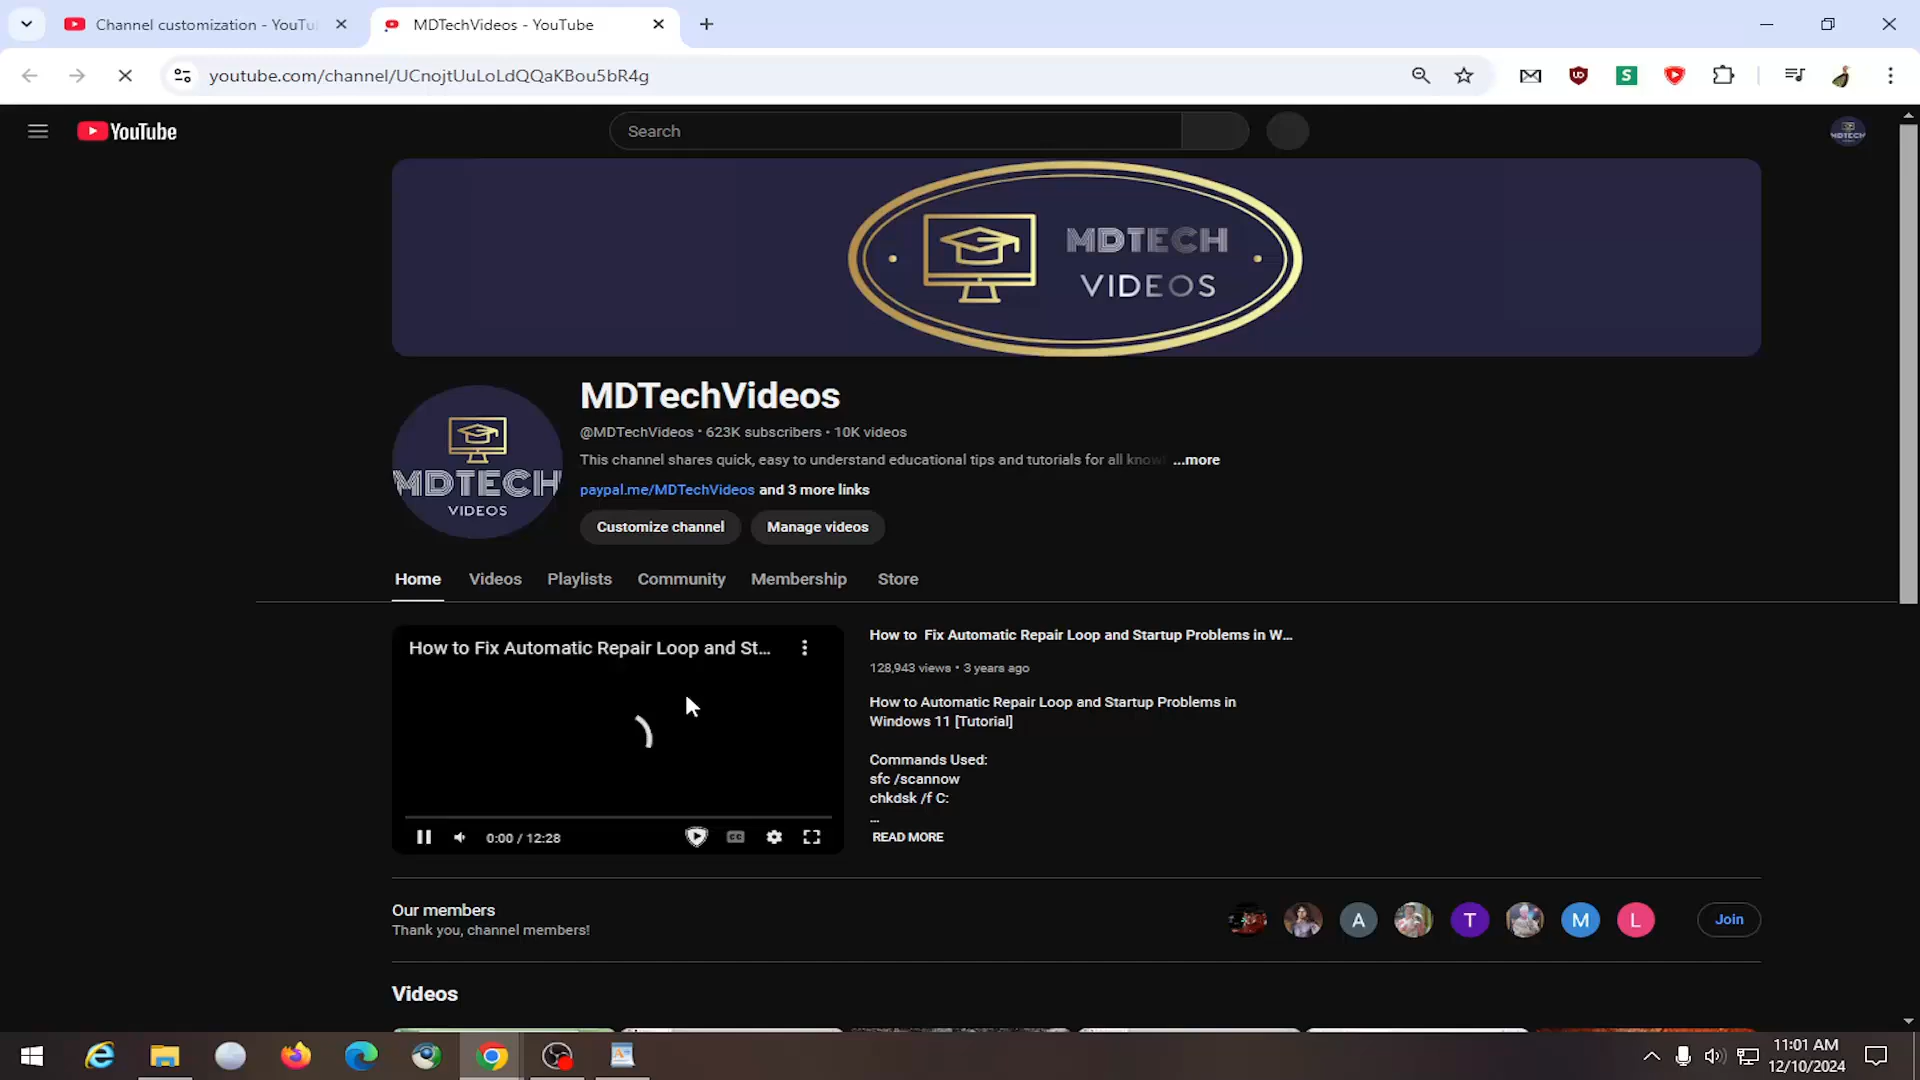 Channel customization - YouTu
MDTechVideos - YouTube
youtube.com/channel/UCnojtUuLoLdQQaKBou5bR4g
YouTube
Search
MDTECH
VIDEOS
MDTECH
VIDEOS
MDTechVideos
@MDTechVideos • 623K subscribers • 10K videos
This channel shares quick, easy to understand educational tips and tutorials for all know ...more
paypal.me/MDTechVideos and 3 more links
Customize channel
Manage videos
Home
Videos
Playlists
Community
Membership
Store
How to Fix Automatic Repair Loop and St...
0:00 / 12:28
CC
How to  Fix Automatic Repair Loop and Startup Problems in W...
128,943 views • 3 years ago
How to Automatic Repair Loop and Startup Problems in
Windows 11 [Tutorial]
Commands Used:
sfc /scannow
chkdsk /f C:
...
READ MORE
Our members
Thank you, channel members!
A
T
M
L
Join
Videos
11:01 AM
12/10/2024